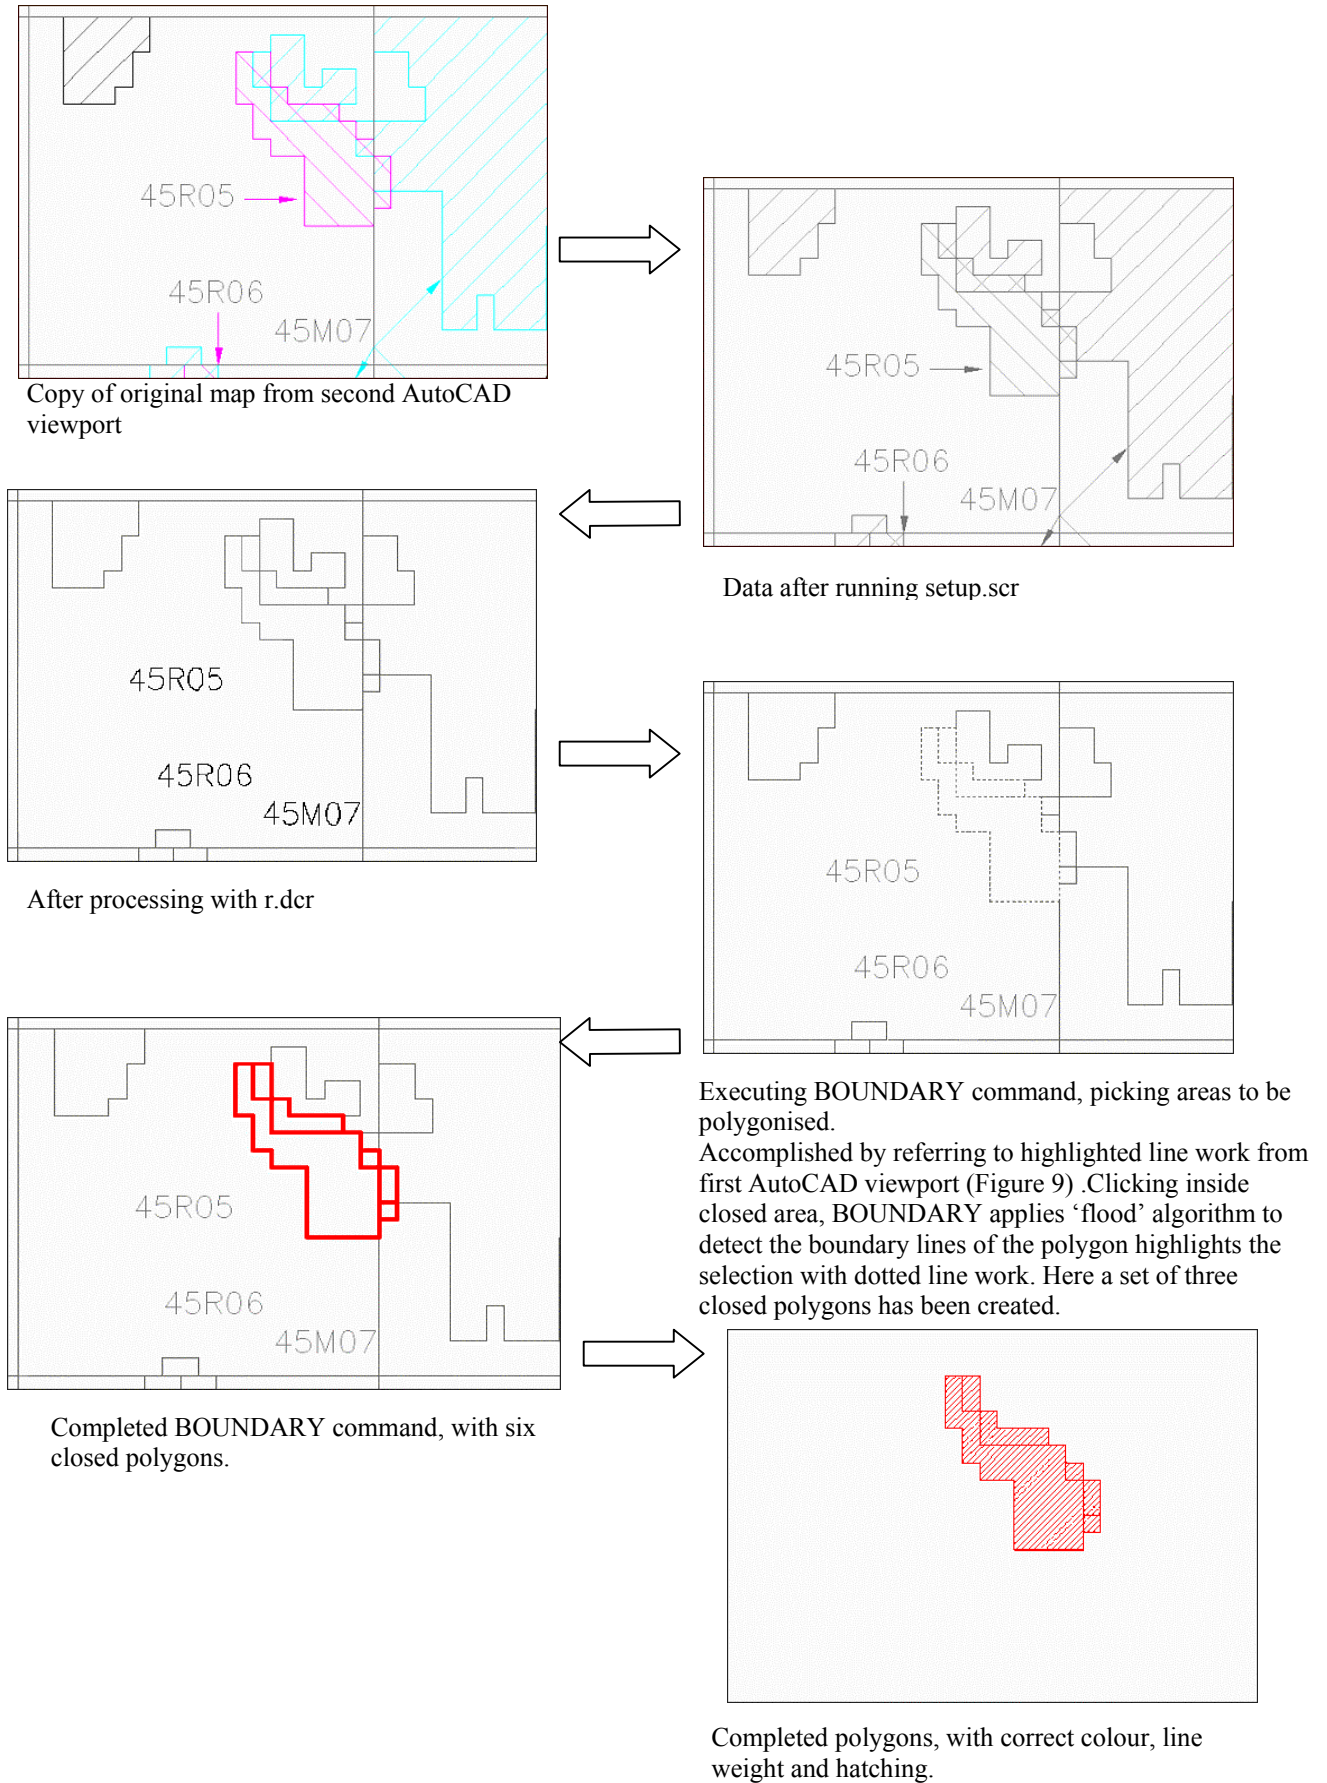 45R05
45R06
45M07
Copy of original map from second AutoCAD
viewport
45R05
45R06
45M07
Data after running setup.scr
45R05
45R06
45M07
After processing with r.dcr
45R05
45R06
45M07
Executing BOUNDARY command, picking areas to be
polygonised.
Accomplished by referring to highlighted line work from
first AutoCAD viewport (Figure 9) .Clicking inside
closed area, BOUNDARY applies ‘flood’ algorithm to
detect the boundary lines of the polygon highlights the
selection with dotted line work. Here a set of three
closed polygons has been created.
45R05
45R06
45M07
Completed BOUNDARY command, with six
closed polygons.
Completed polygons, with correct colour, line
weight and hatching.